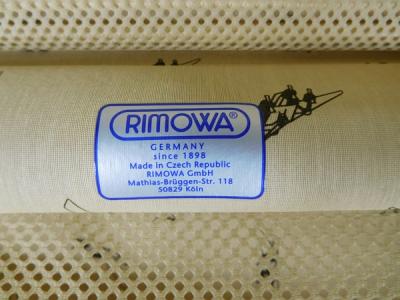 RIMOWA®
GERMANY
since 1898
Made in Czech Republic
RIMOWA GmbH
Mathias-Brüggen-Str. 118
50829 Köln